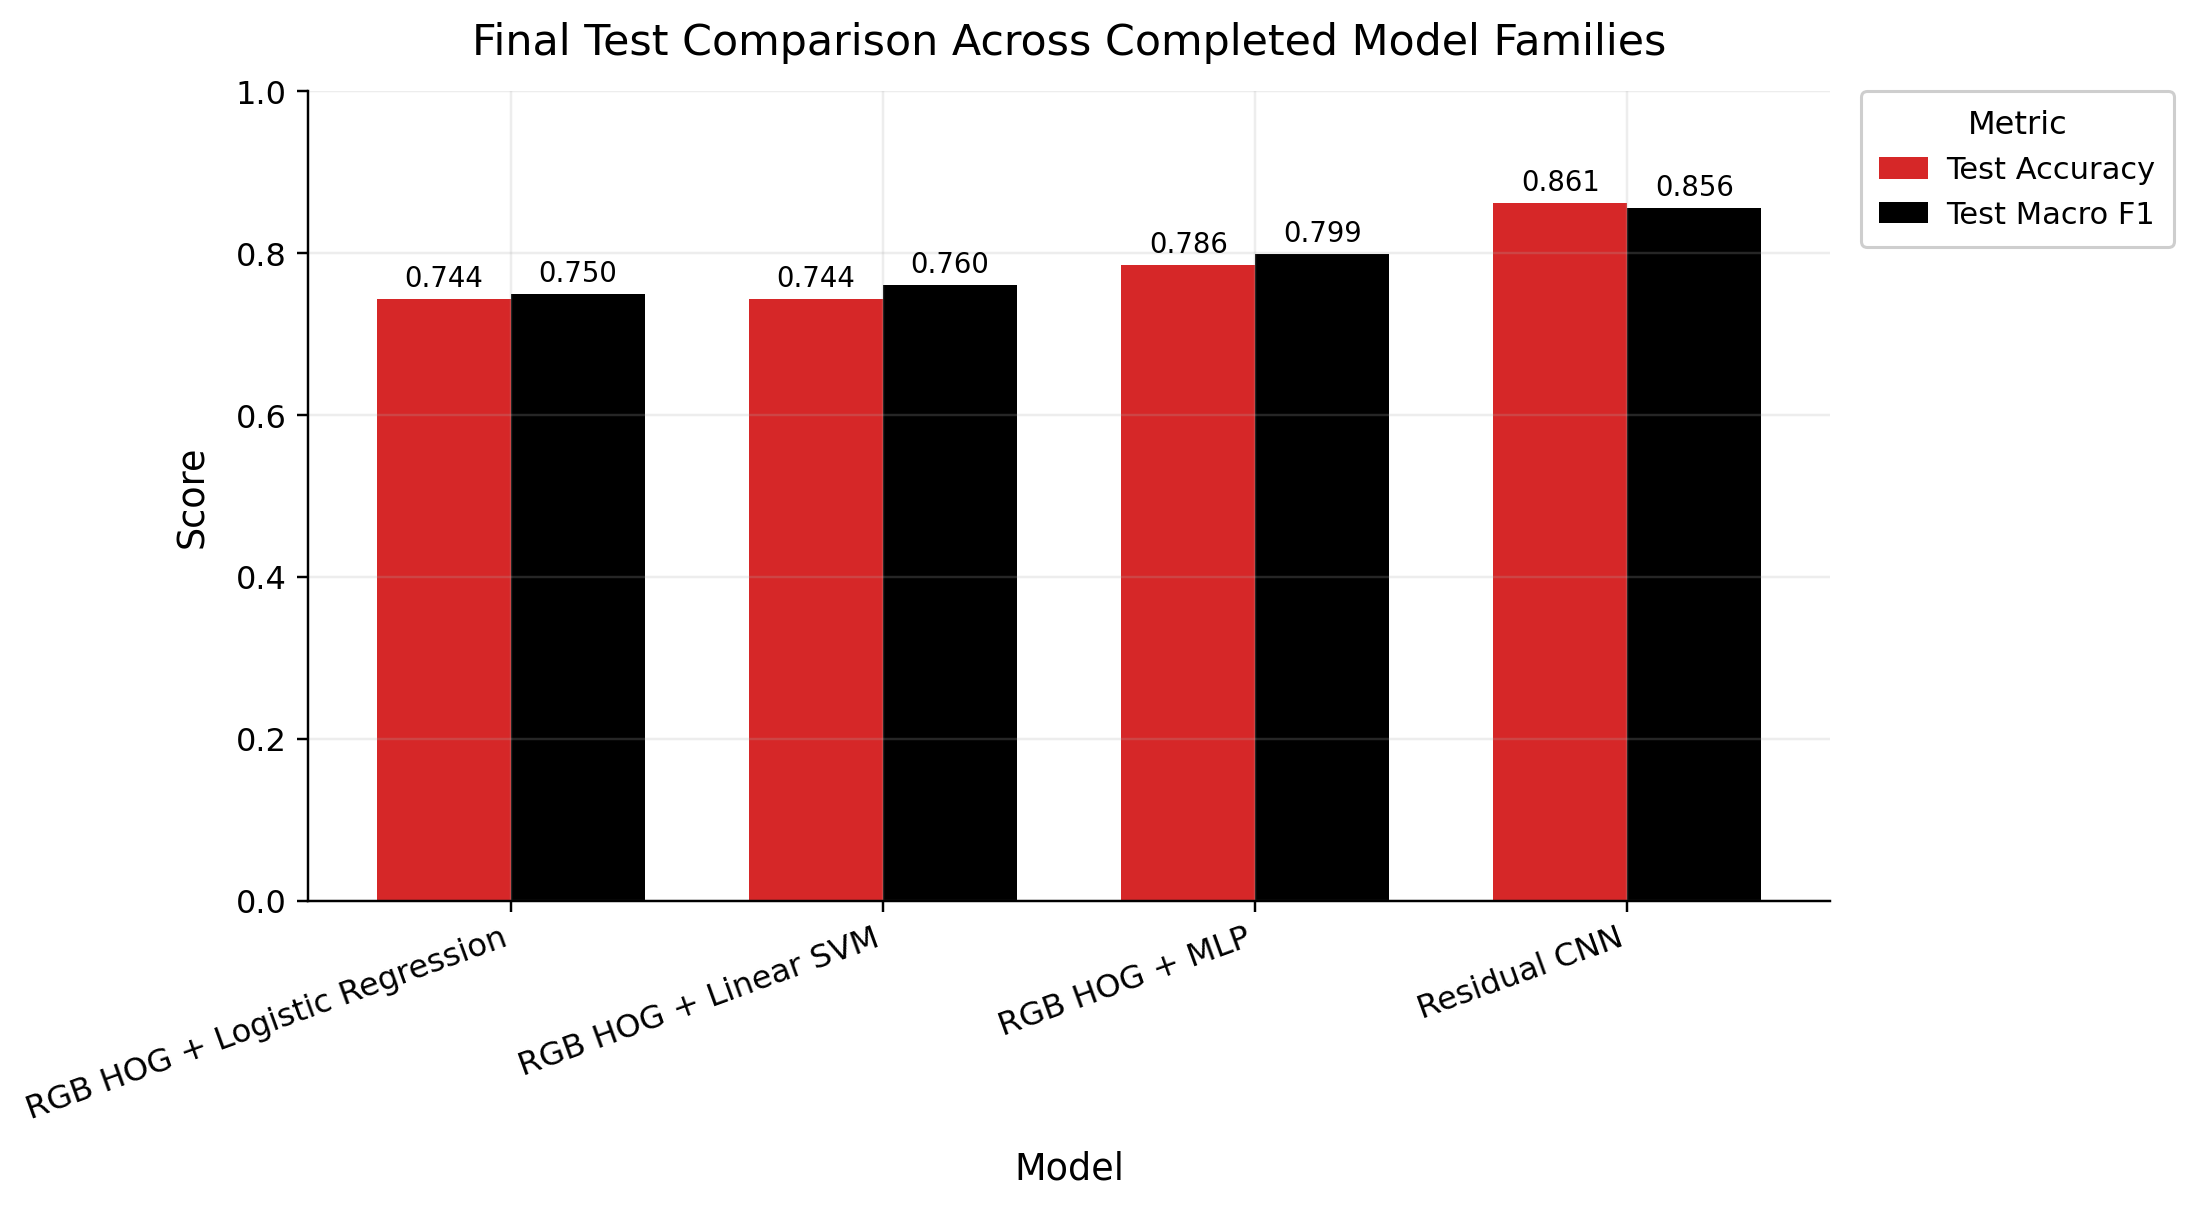 Final Test Comparison Across Completed Model Families
Metric
Test Accuracy
Test Macro F1
Score
1.0
0.8
0.6
0.4
0.2
0.0
0.744
0.750
0.744
0.760
0.786
0.799
0.861
0.856
RGB HOG + Logistic Regression
RGB HOG + Linear SVM
RGB HOG + MLP
Residual CNN
Model